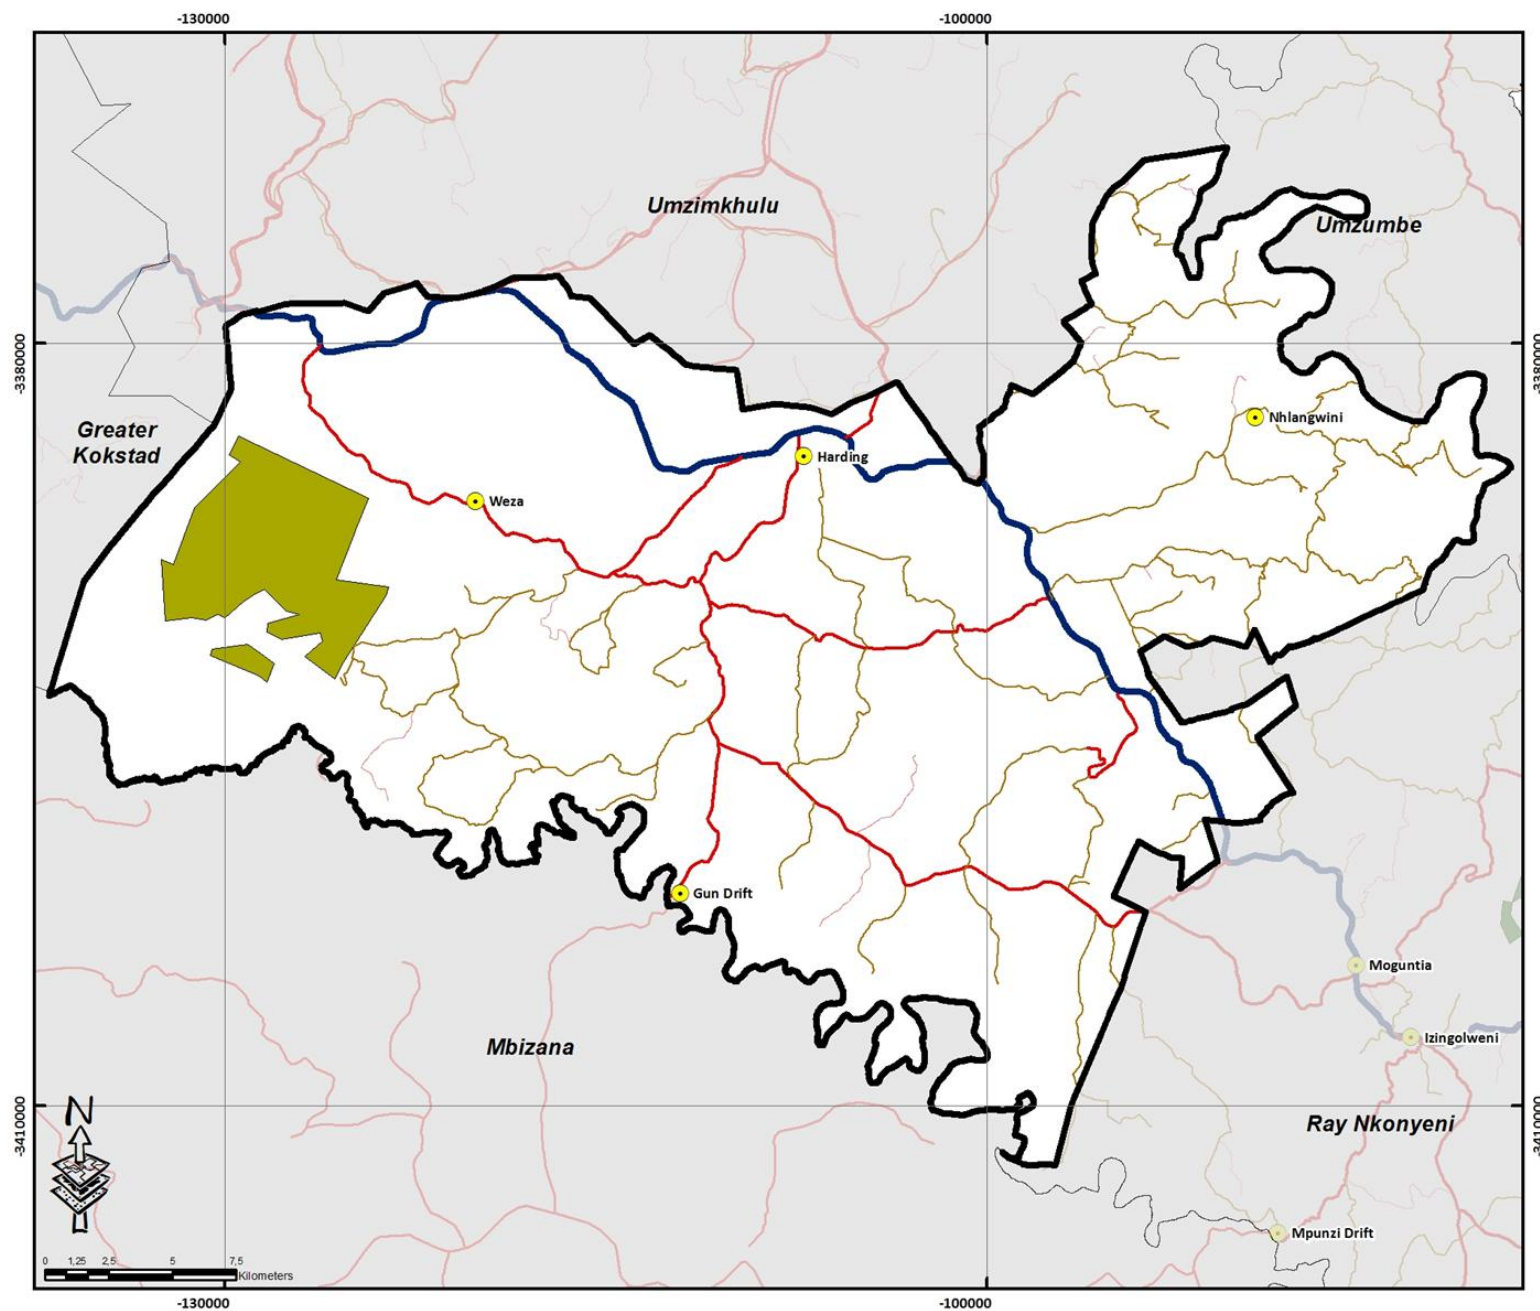 -130000
-100000
Umzimkhulu
Umzumbe
-3380000
-3380000
Greater
Kokstad
Nhlangwini
Harding
Weza
Gun Drift
Moguntia
Izingolweni
Mbizana
-3410000
-3410000
Ray Nkonyeni
N
Mpunzi Drift
0 1,25 2,5 5 7,5
Kilometers
-130000
-100000